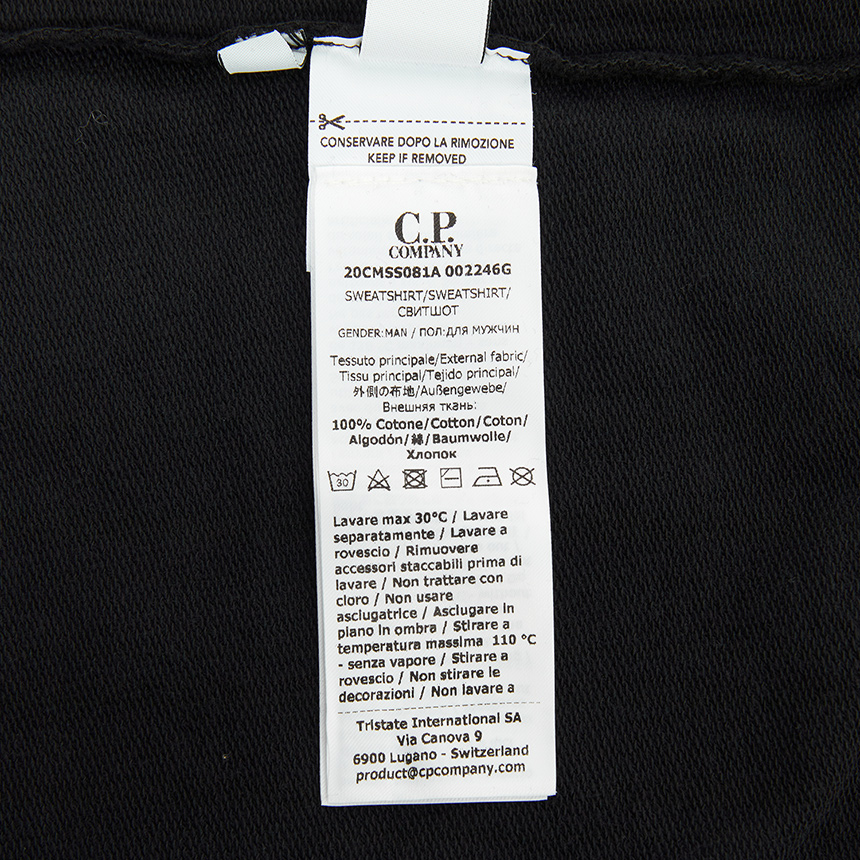 CONSERVARE DOPO LA RIMOZIONE
KEEP IF REMOVED
C.P.
COMPANY
20CMSS081A 002246G
SWEATSHIRT/SWEATSHIRT/
СВИТШОТ
GENDER:MAN / ПОЛ:ДЛЯ МУЖЧИН
Tessuto principale/External fabric/
Tissu principal/Tejido principal/
外側の布地/Außengewebe/
Внешняя ткань:
100% Cotone/Cotton/Coton/
Algodón/綿/Baumwolle/
Хлопок
30
Lavare max 30°C / Lavare
separatamente / Lavare a
rovescio / Rimuovere
accessori staccabili prima di
lavare / Non trattare con
cloro / Non usare
asciugatrice / Asciugare in
piano in ombra / Stirare a
temperatura massima 110 °C
- senza vapore / Stirare a
rovescio / Non stirare le
decorazioni / Non lavare a
Tristate International SA
Via Canova 9
6900 Lugano - Switzerland
product@cpcompany.com